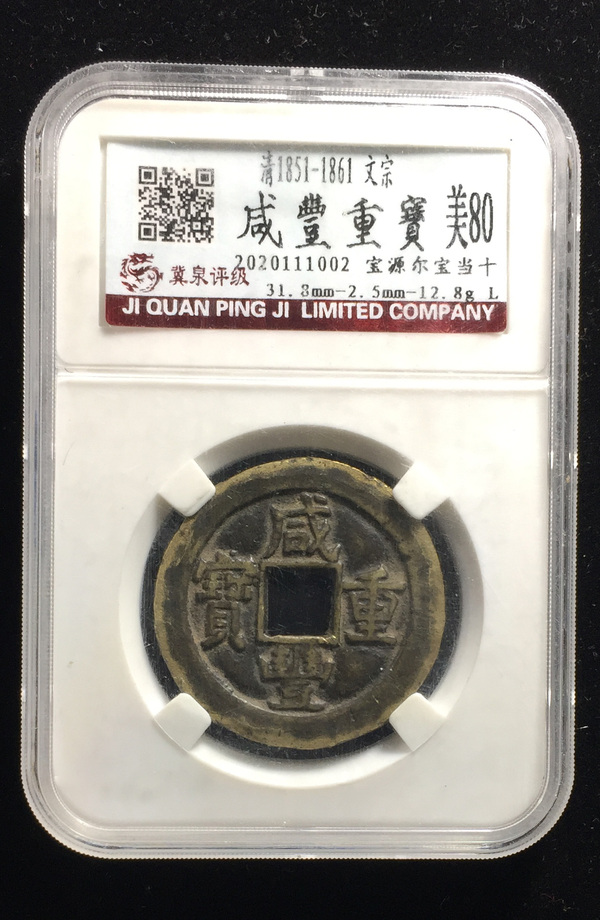 清1851-1861 文宗
咸豐重寶 美80
2020111002 宝源尔宝当十
冀泉评级
31.8mm-2.5mm-12.8g L
JI QUAN PING JI LIMITED COMPANY
咸
寶 重
豐